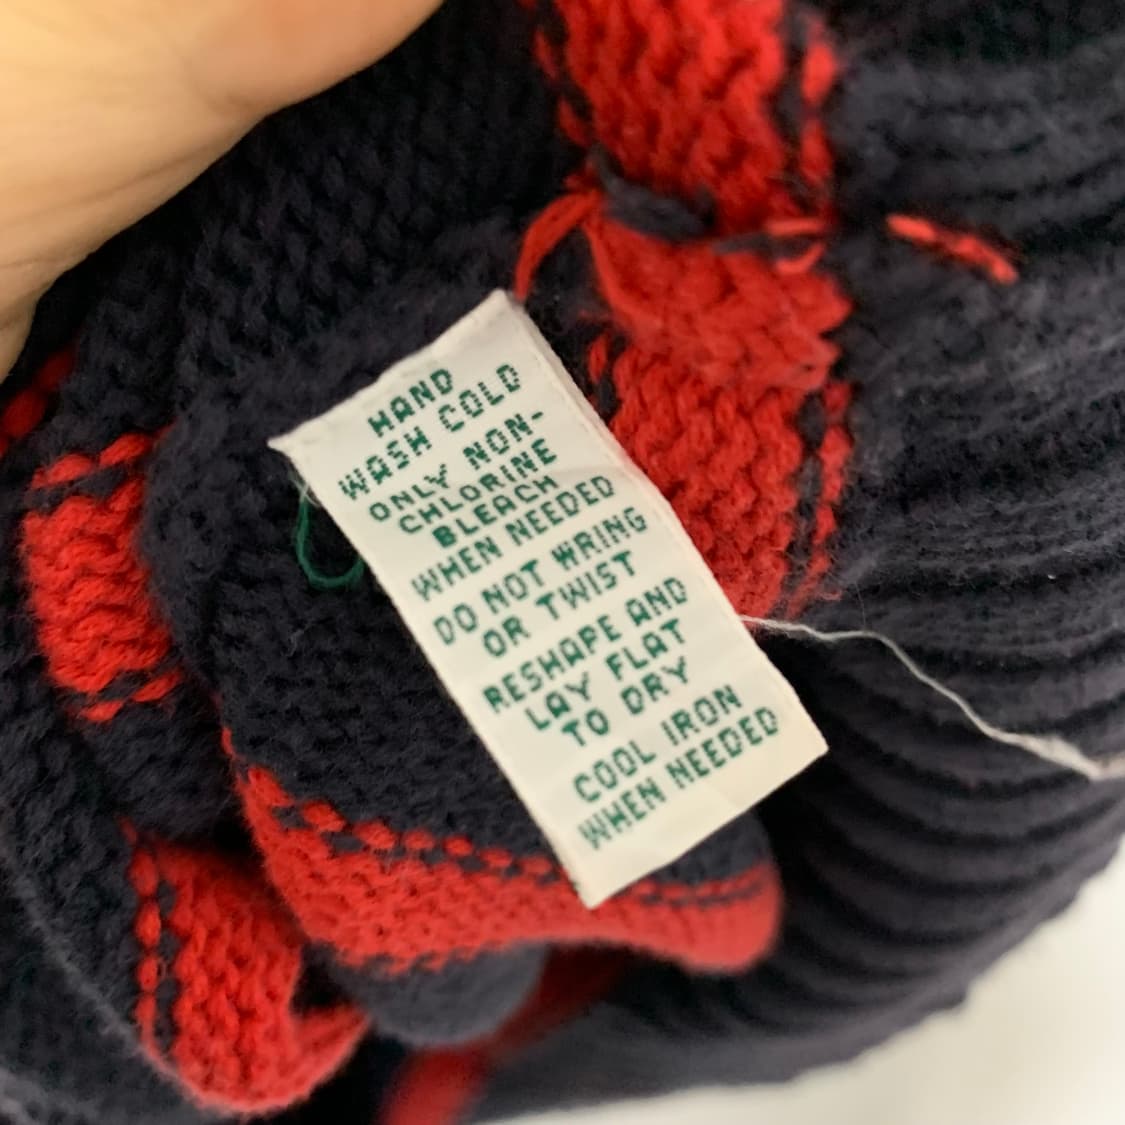 HAND
WASH COLD
ONLY NON-
CHLORINE
BLEACH
WHEN NEEDED
DO NOT WRING
OR TWIST
RESHAPE AND
LAY FLAT
TO DRY
COOL IRON
WHEN NEEDED